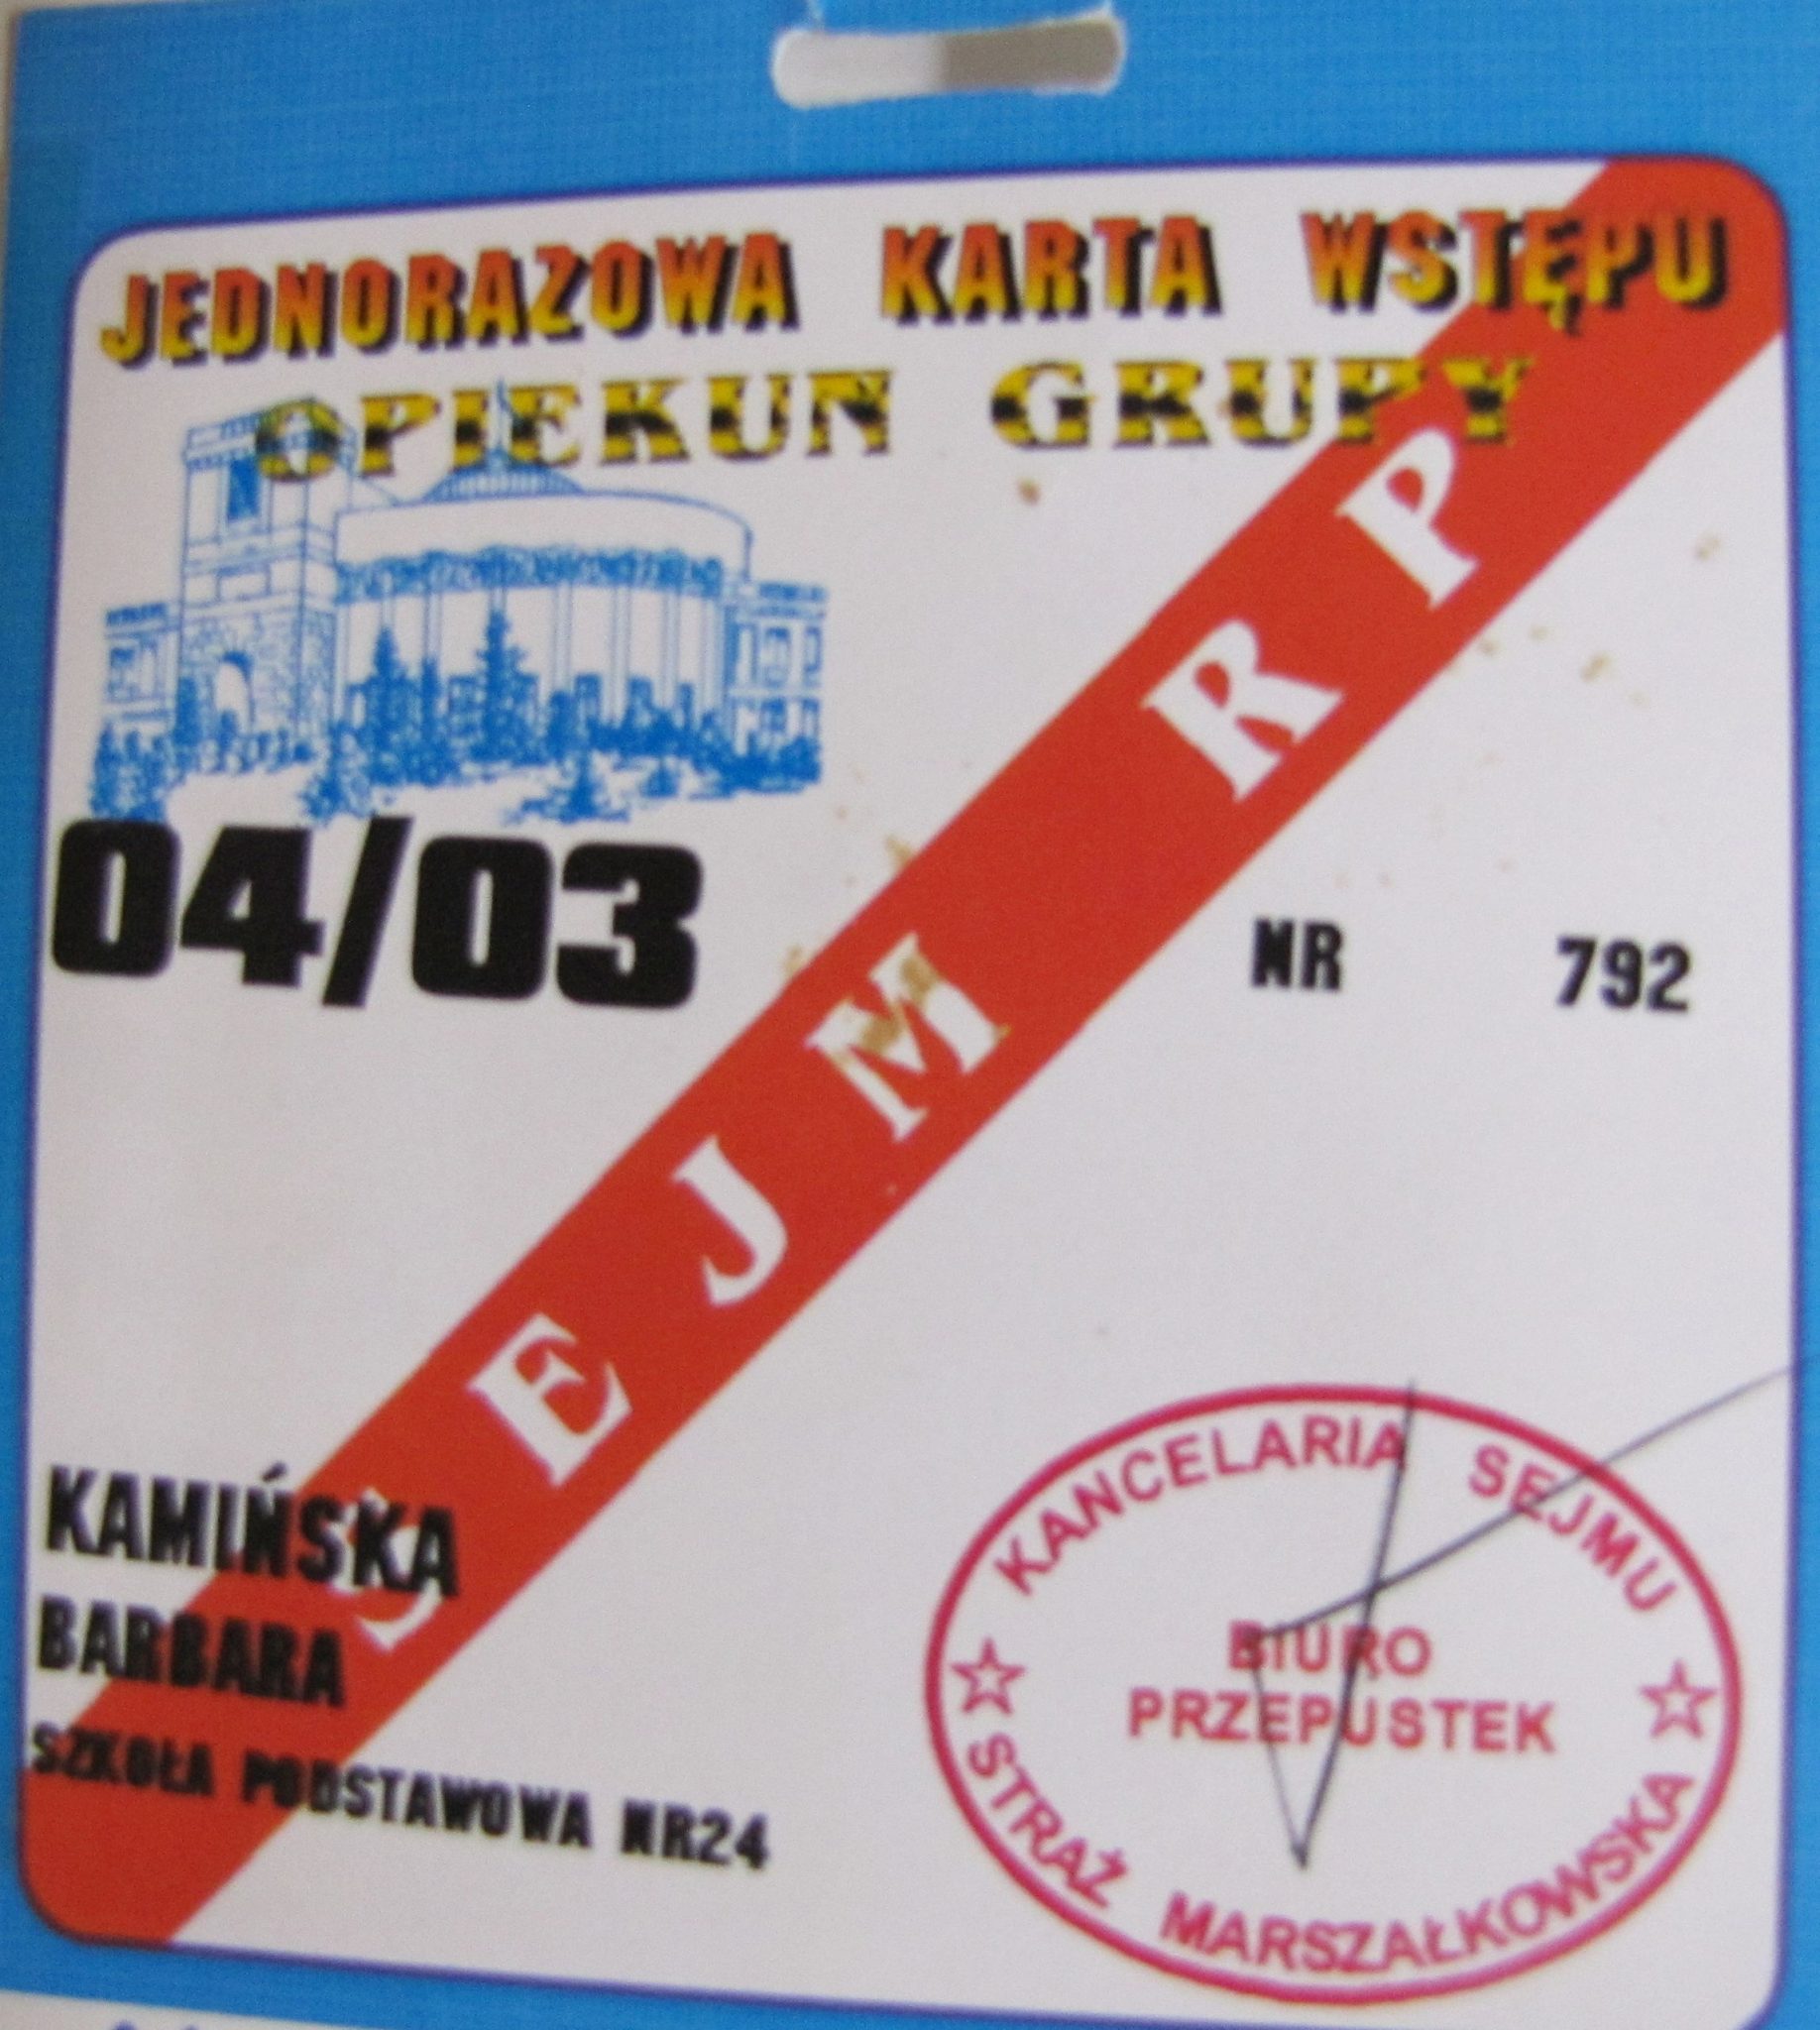 JEDNORAZOWA KARTA WSTĘPU
OPIEKUN GRUPY
SEJM RP
04/03
NR 792
KAMIŃSKA
BARBARA
SZKOŁA PODSTAWOWA NR24
KANCELARIA SEJMU
BIURO
PRZEPUSTEK
STRAŻ MARSZAŁKOWSKA